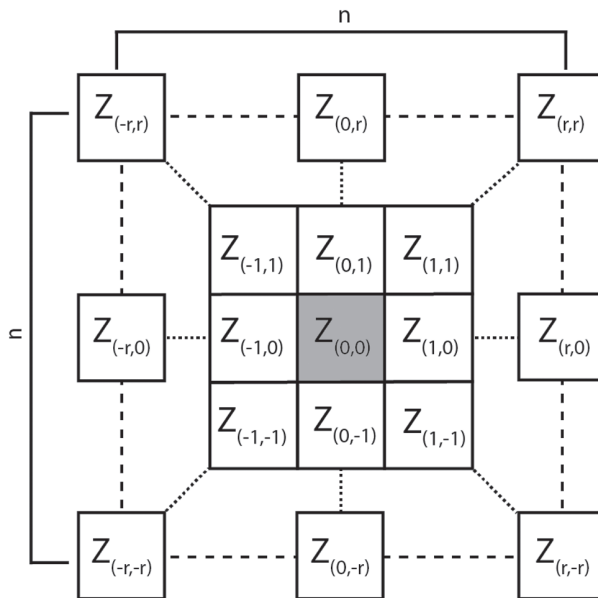 n
Z(-r,r) Z(0,r) Z(r,r)
Z(-1,1) Z(0,1) Z(1,1)
n
Z(-r,0) Z(-1,0) Z(0,0) Z(1,0) Z(r,0)
Z(-1,-1) Z(0,-1) Z(1,-1)
Z(-r,-r) Z(0,-r) Z(r,-r)